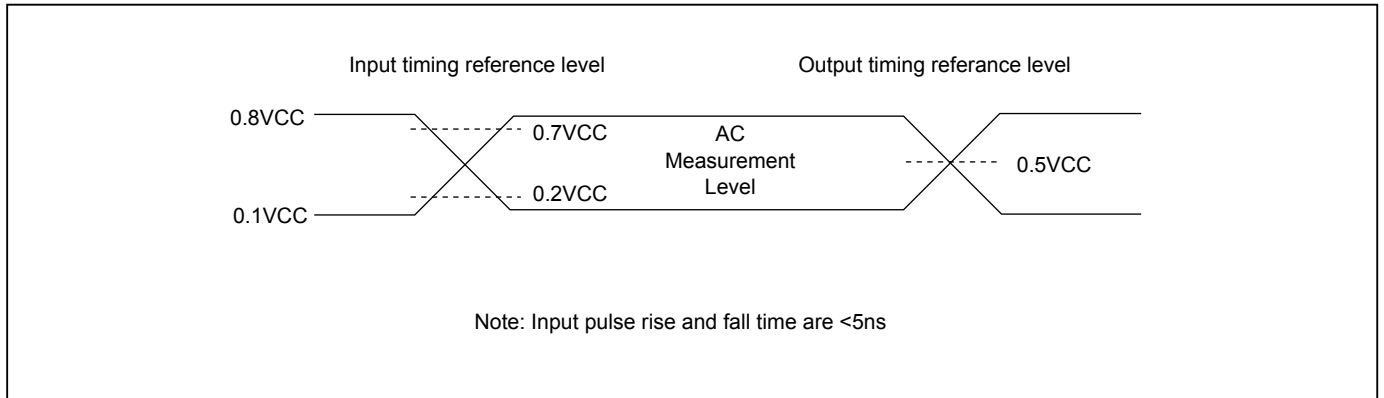 Input timing reference level
Output timing referance level
0.8VCC
0.7VCC
AC
Measurement
Level
0.5VCC
0.2VCC
0.1VCC
Note: Input pulse rise and fall time are <5ns